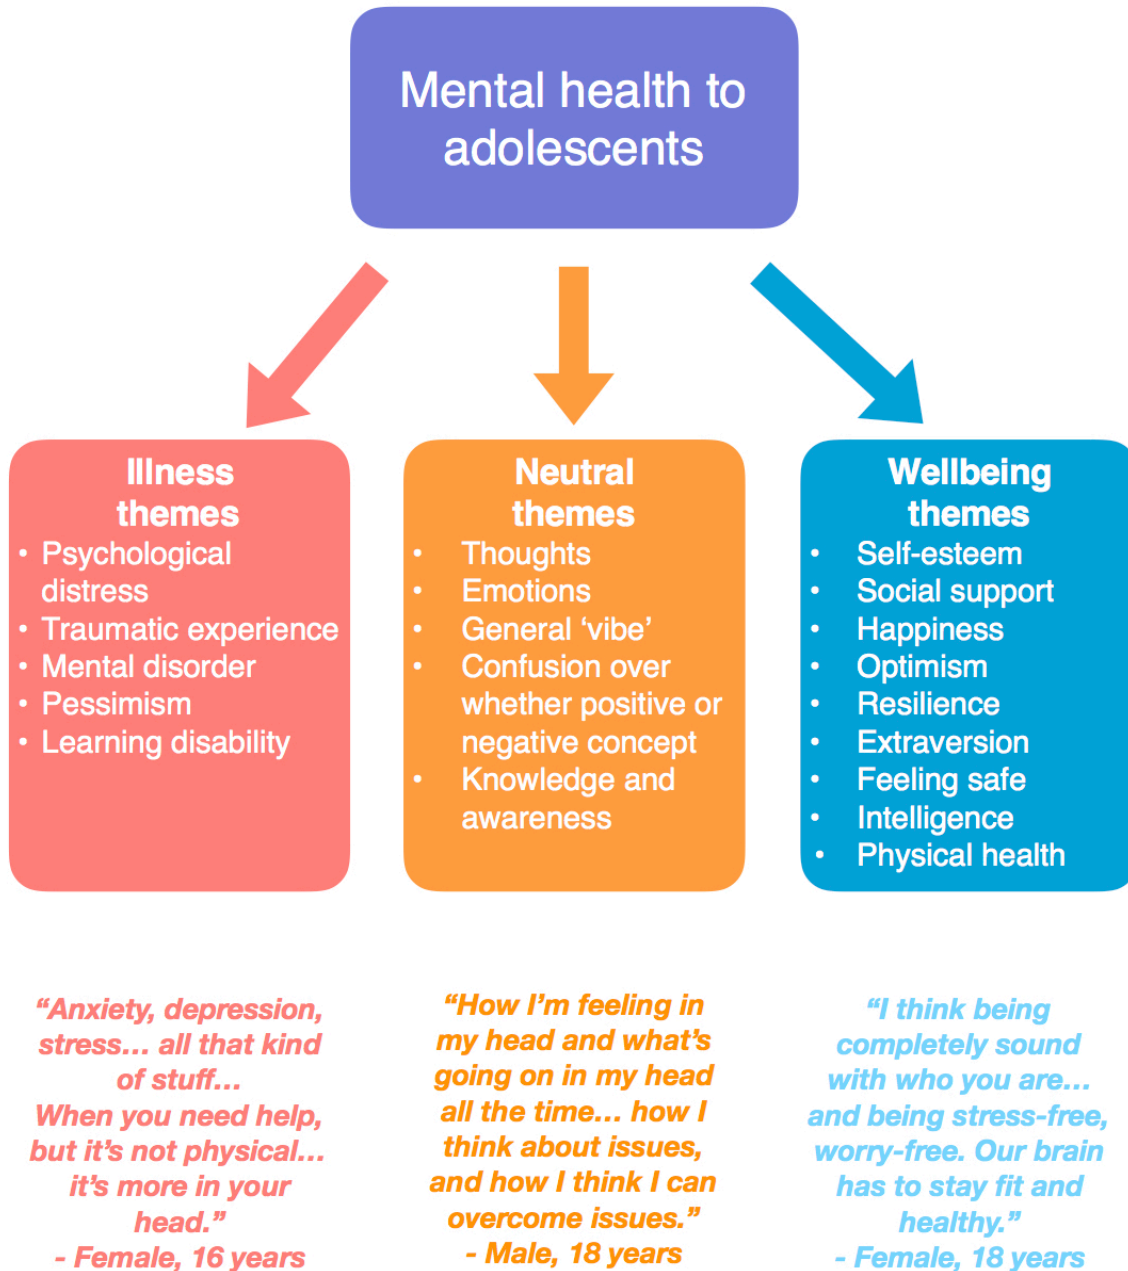 Mental health to
adolescents
Illness
themes
• Psychological
distress
• Traumatic experience
• Mental disorder
• Pessimism
• Learning disability
Neutral
themes
• Thoughts
• Emotions
• General ‘vibe’
• Confusion over
whether positive or
negative concept
• Knowledge and
awareness
Wellbeing
themes
• Self-esteem
• Social support
• Happiness
• Optimism
• Resilience
• Extraversion
• Feeling safe
• Intelligence
• Physical health
“Anxiety, depression,
stress... all that kind
of stuff...
When you need help,
but it’s not physical...
it’s more in your
head.”
- Female, 16 years
“How I’m feeling in
my head and what’s
going on in my head
all the time... how I
think about issues,
and how I think I can
overcome issues.”
- Male, 18 years
“I think being
completely sound
with who you are...
and being stress-free,
worry-free. Our brain
has to stay fit and
healthy.”
- Female, 18 years